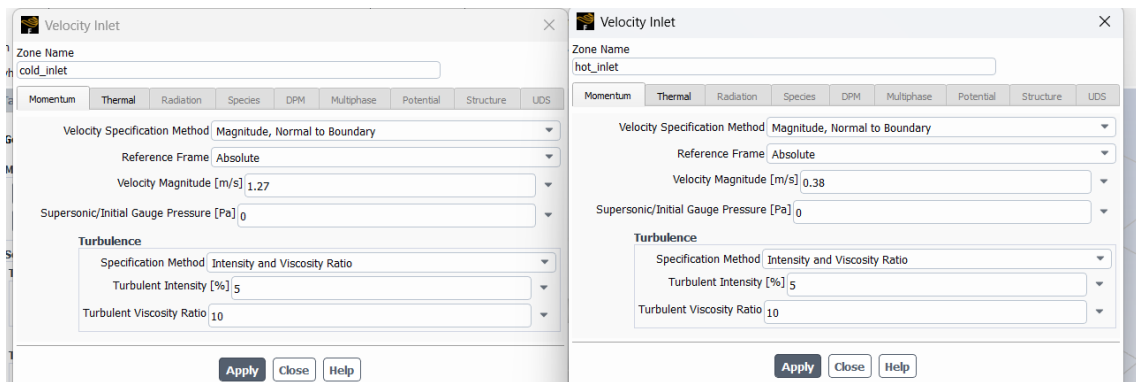 Velocity Inlet
Zone Name
cold_inlet
Momentum Thermal Radiation Species DPM Multiphase Potential Structure UDS
Velocity Specification Method Magnitude, Normal to Boundary
Reference Frame Absolute
Velocity Magnitude [m/s] 1.27
Supersonic/Initial Gauge Pressure [Pa] 0
Turbulence
Specification Method Intensity and Viscosity Ratio
Turbulent Intensity [%] 5
Turbulent Viscosity Ratio 10
Apply Close Help
Velocity Inlet
Zone Name
hot_inlet
Momentum Thermal Radiation Species DPM Multiphase Potential Structure UDS
Velocity Specification Method Magnitude, Normal to Boundary
Reference Frame Absolute
Velocity Magnitude [m/s] 0.38
Supersonic/Initial Gauge Pressure [Pa] 0
Turbulence
Specification Method Intensity and Viscosity Ratio
Turbulent Intensity [%] 5
Turbulent Viscosity Ratio 10
Apply Close Help